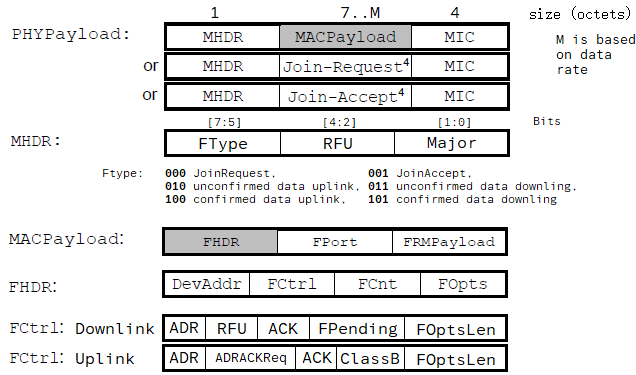 1 7..M 4 size (octets)
PHYPayload: MHDR MACPayload MIC M is based
on data
rate
or MHDR Join-Request4 MIC
or MHDR Join-Accept4 MIC
[7:5] [4:2] [1:0] Bits
MHDR: FType RFU Major
Ftype: 000 JoinRequest, 001 JoinAccept,
010 unconfirmed data uplink, 011 unconfirmed data downling,
100 confirmed data uplink, 101 confirmed data downling
MACPayload: FHDR FPort FRMPayload
FHDR: DevAddr FCtrl FCnt FOpts
FCtrl: Downlink ADR RFU ACK FPending FOptsLen
FCtrl: Uplink ADR ADRACKReq ACK ClassB FOptsLen